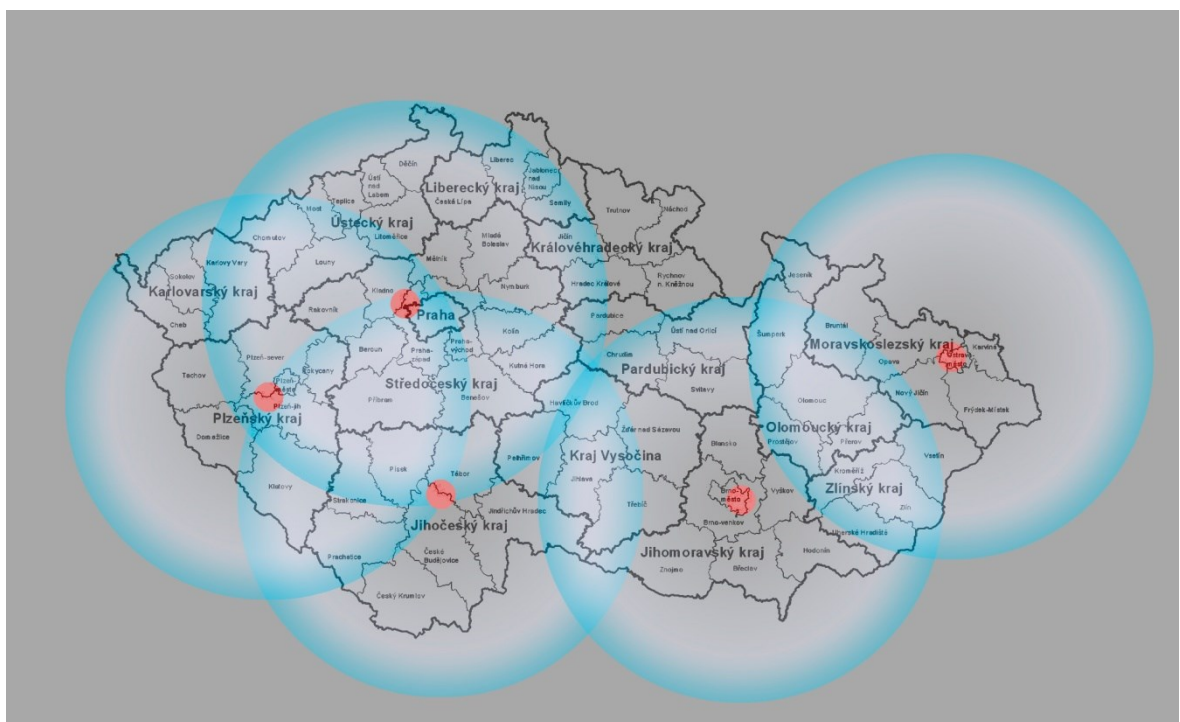 Děčín
Liberec
Ústí
nad
Labem
Jablonec
nad
Nisou
Liberecký kraj
Teplice
Česká Lípa
Semily
Most
Ústecký kraj
Trutnov
Náchod
Chomutov
Litoměřice
Mladá
Boleslav
Jičín
Královéhradecký kraj
Karlovy Vary
Louny
Mělník
Sokolov
Karlovarský kraj
Kladno
Nymburk
Hradec Králové
Rychnov
n. Kněžnou
Jeseník
Cheb
Rakovník
Praha
Pardubice
Kolín
Ústí nad Orlicí
Šumperk
Bruntál
Moravskoslezský kraj
Karviná
Plzeň-sever
Beroun
Praha-
západ
Praha-
východ
Chrudim
Pardubický kraj
Opava
Ostrava
město
Tachov
Rokycany
Středočeský kraj
Kutná Hora
Plzeň-
město
Příbram
Benešov
Svitavy
Olomouc
Nový Jičín
Plzeň-jih
Plzeňský kraj
Havlíčkův Brod
Frýdek-Místek
Domažlice
Žďár nad Sázavou
Olomoucký kraj
Blansko
Prostějov
Přerov
Pelhřimov
Kraj Vysočina
Vsetín
Písek
Tábor
Kroměříž
Klatovy
Jihlava
Brno-
město
Vyškov
Zlínský kraj
Strakonice
Jindřichův Hradec
Třebíč
Zlín
Jihočeský kraj
Brno-venkov
Uherské Hradiště
Prachatice
České
Budějovice
Jihomoravský kraj
Hodonín
Znojmo
Břeclav
Český Krumlov